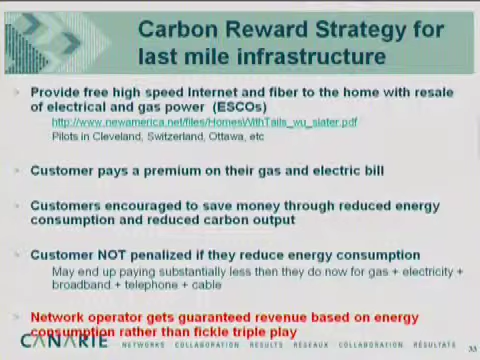 Carbon Reward Strategy for
last mile infrastructure
Provide free high speed Internet and fiber to the home with resale
of electrical and gas power (ESCOs)
http://www.newamerica.net/files/HomesWithTails_wu_slater.pdf
Pilots in Cleveland, Switzerland, Ottawa, etc
Customer pays a premium on their gas and electric bill
Customers encouraged to save money through reduced energy
consumption and reduced carbon output
Customer NOT penalized if they reduce energy consumption
May end up paying substantially less then they do now for gas + electricity +
broadband + telephone + cable
Network operator gets guaranteed revenue based on energy
consumption rather than fickle triple play
CANARIE NETWORKS COLLABORATION RESULTS RESEAUX COLLABORATION RÉSULTATS 33